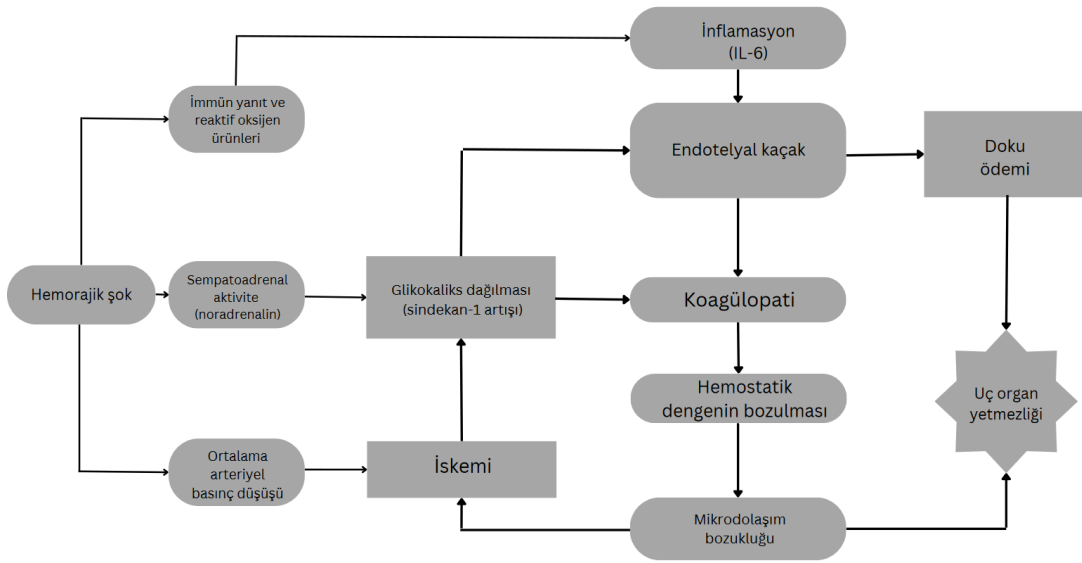 İnflamasyon
(IL-6)
İmmün yanıt ve
reaktif oksijen
ürünleri
Endotelyal kaçak
Doku
ödemi
Hemorajik şok
Sempatoadrenal
aktivite
(noradrenalin)
Glikokaliks dağılması
(sindekan-1 artışı)
Koagülopati
Hemostatik
dengenin bozulması
Uç organ
yetmezliği
Ortalama
arteriyel
basınç düşüşü
İskemi
Mikrodolaşım
bozukluğu